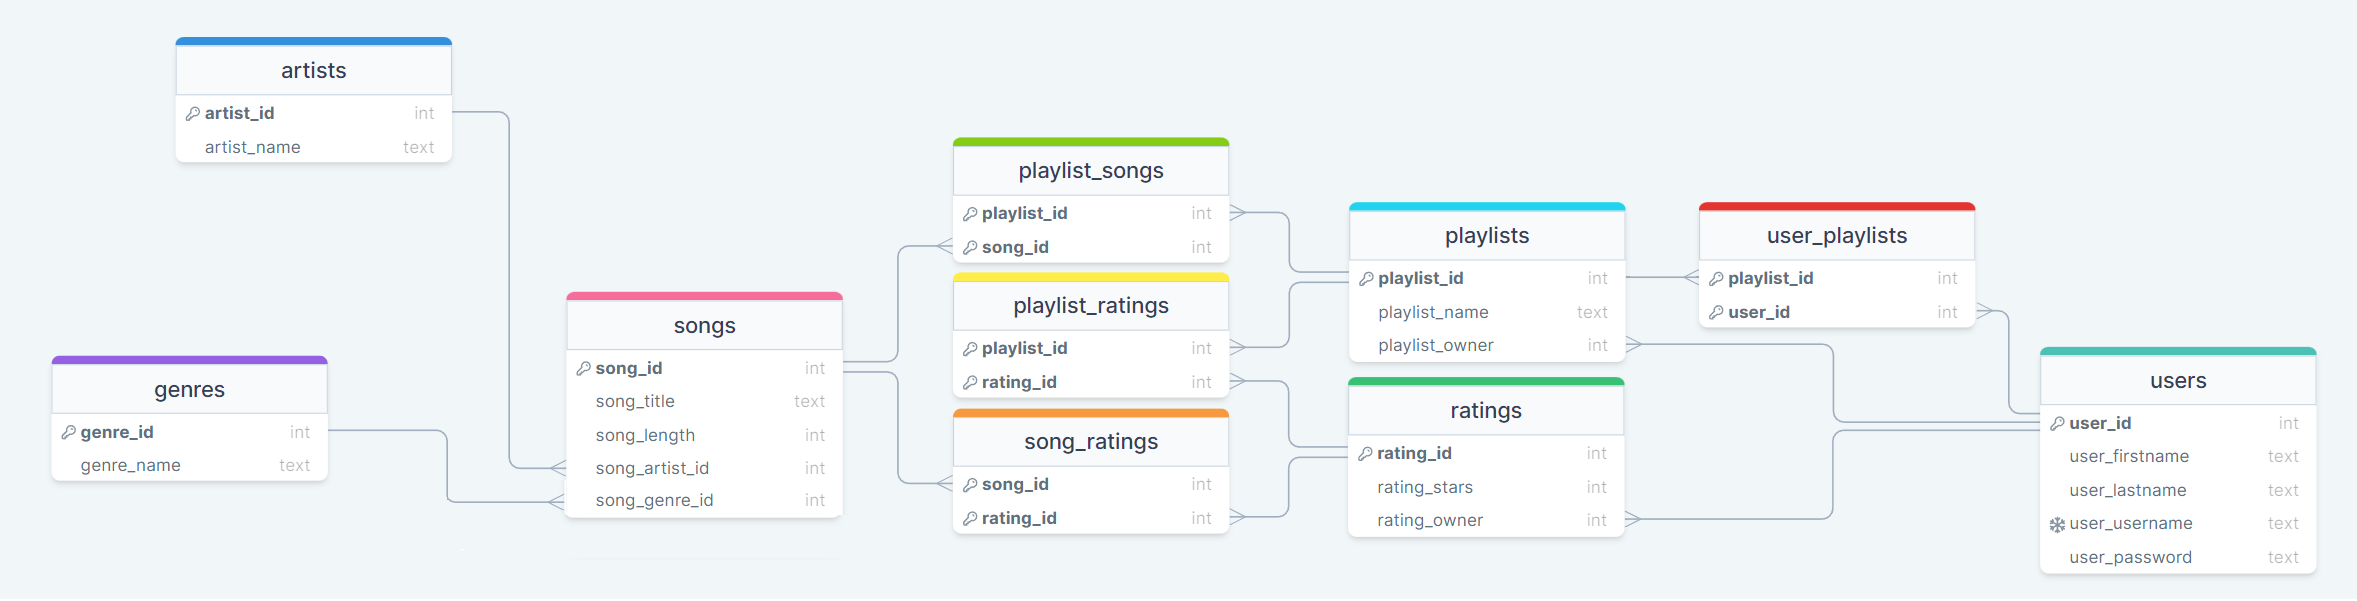 artists
artist_id int
artist_name text
genres
genre_id int
genre_name text
songs
song_id int
song_title text
song_length int
song_artist_id int
song_genre_id int
playlist_songs
playlist_id int
song_id int
playlist_ratings
playlist_id int
rating_id int
song_ratings
song_id int
rating_id int
playlists
playlist_id int
playlist_name text
playlist_owner int
ratings
rating_id int
rating_stars int
rating_owner int
user_playlists
playlist_id int
user_id int
users
user_id int
user_firstname text
user_lastname text
user_username text
user_password text